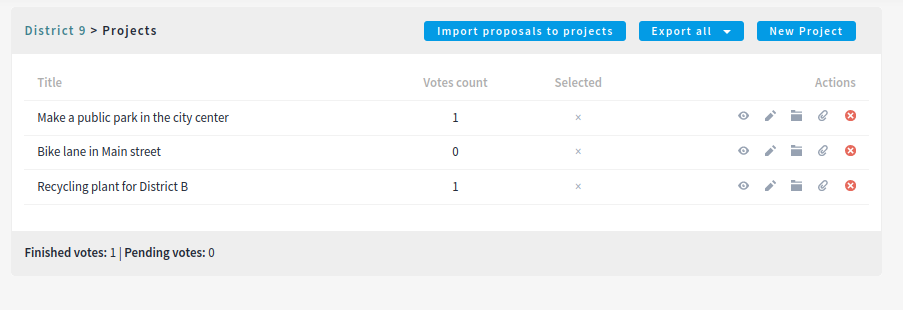 District 9 > Projects
Import proposals to projects
Export all
New Project
Title Votes count Selected Actions
Make a public park in the city center 1 ×
Bike lane in Main street 0 ×
Recycling plant for District B 1 ×
Finished votes: 1 | Pending votes: 0